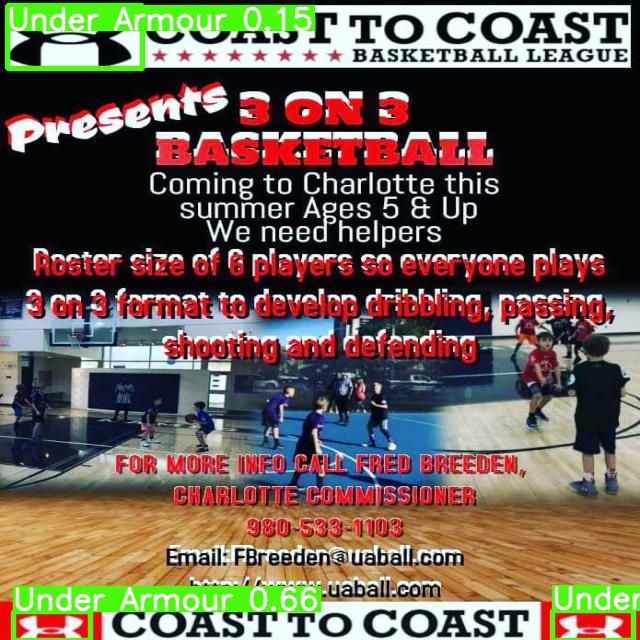 Under Armour 0.15
COAST TO COAST
BASKETBALL LEAGUE
Presents
3 ON 3
BASKETBALL
Coming to Charlotte this
summer Ages 5 & Up
We need helpers
Roster size of 6 players so everyone plays
3 on 3 format to develop dribbling, passing,
shooting and defending
FOR MORE INFO CALL FRED BREEDEN,
CHARLOTTE COMMISSIONER
980-533-1103
Email: FBreeden@uaball.com
http://www.uaball.com
Under Armour 0.66
Under
COAST TO COAST